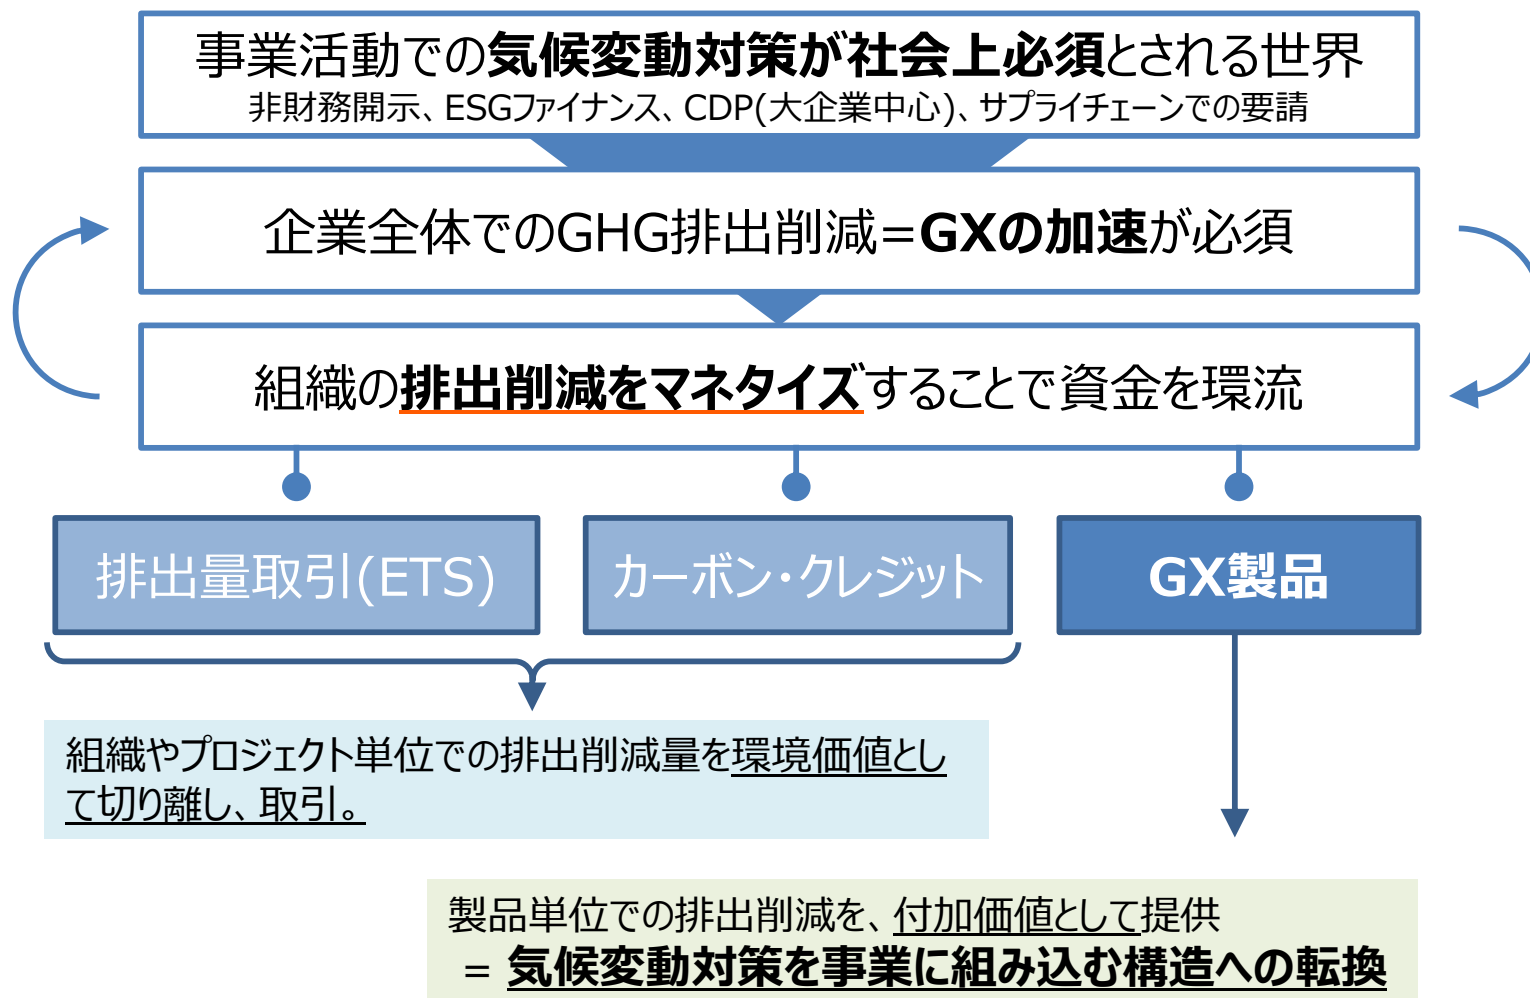 事業活動での気候変動対策が社会上必須とされる世界
非財務開示、ESGファイナンス、CDP(大企業中心)、サプライチェーンでの要請
企業全体でのGHG排出削減=GXの加速が必須
組織の排出削減をマネタイズすることで資金を環流
排出量取引(ETS)
カーボン・クレジット
GX製品
組織やプロジェクト単位での排出削減量を環境価値とし
て切り離し、取引。
製品単位での排出削減を、付加価値として提供
= 気候変動対策を事業に組み込む構造への転換